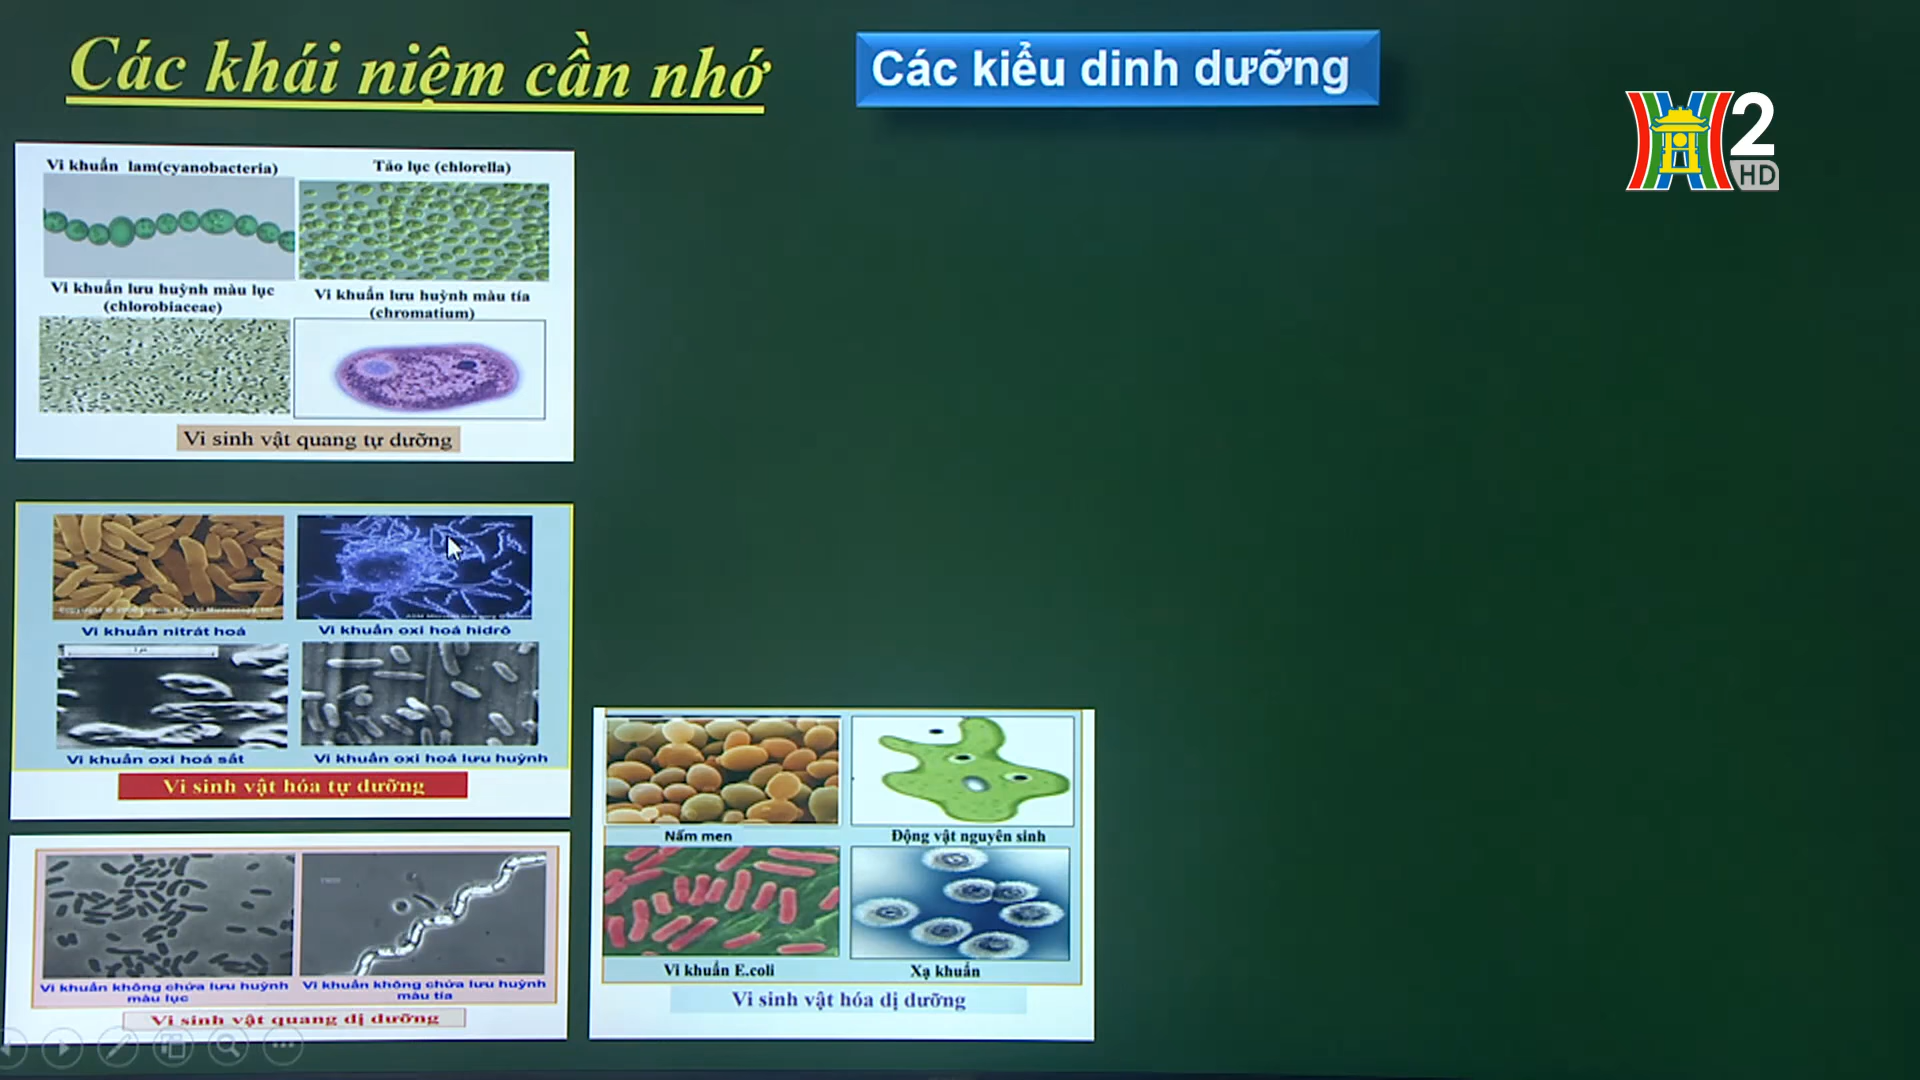 Các khái niệm cần nhớ
Các kiểu dinh dưỡng
2
HD
Vi khuẩn lam(cyanobacteria)
Tảo lục (chlorella)
Vi khuẩn lưu huỳnh màu lục
(chlorobiaceae)
Vi khuẩn lưu huỳnh màu tía
(chromatium)
Vi sinh vật quang tự dưỡng
Vi khuẩn nitrát hoá
Vi khuẩn oxi hoá hiđrô
Vi khuẩn oxi hoá sắt
Vi khuẩn oxi hoá lưu huỳnh
Vi sinh vật hóa tự dưỡng
Vi khuẩn không chứa lưu huỳnh
màu lục
Vi khuẩn không chứa lưu huỳnh
màu tía
Vi sinh vật quang dị dưỡng
Nấm men
Động vật nguyên sinh
Vi khuẩn E.coli
Xạ khuẩn
Vi sinh vật hóa dị dưỡng